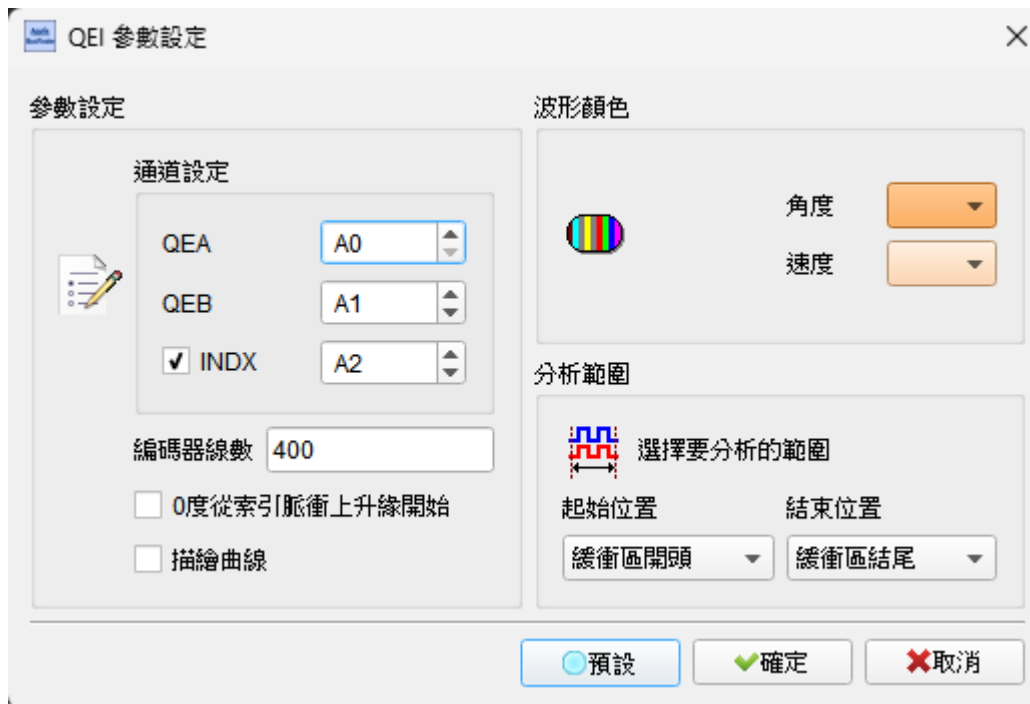 QEI 參數設定
參數設定
通道設定
QEA A0
QEB A1
INDX A2
編碼器線數 400
0度從索引脈衝上升緣開始
描繪曲線
波形顏色
角度
速度
分析範圍
選擇要分析的範圍
起始位置 結束位置
緩衝區開頭 緩衝區結尾
預設 確定 取消